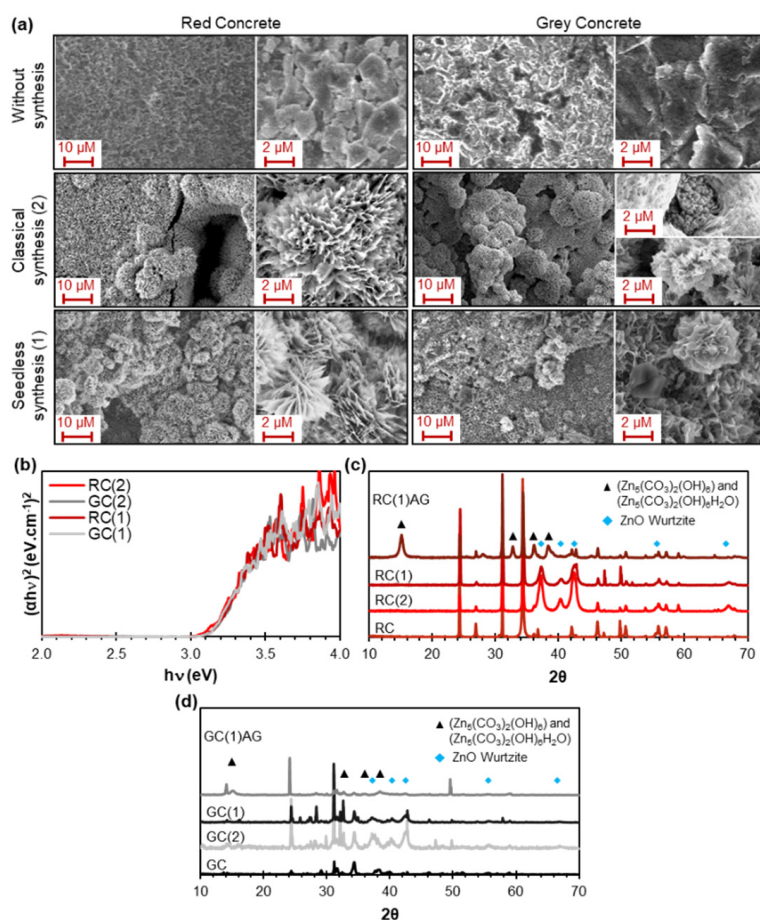 (a) Red Concrete Grey Concrete
Without synthesis
10 µM 2 µM 10 µM 2 µM
Classical synthesis (2)
2 µM
10 µM 2 µM 10 µM 2 µM
Seedless synthesis (1)
10 µM 2 µM 10 µM 2 µM
(b)
RC(2)
GC(2)
RC(1)
GC(1)
(αhν)² (eV.cm⁻¹)²
2.0 2.5 3.0 3.5 4.0
hν (eV)
(c)
RC(1)AG
▲ (Zn₅(CO₃)₂(OH)₆) and
(Zn₅(CO₃)₂(OH)₆H₂O)
◆ ZnO Wurtzite
RC(1)
RC(2)
RC
10 20 30 40 50 60 70
2θ
(d)
GC(1)AG
▲ (Zn₅(CO₃)₂(OH)₆) and
(Zn₅(CO₃)₂(OH)₆H₂O)
◆ ZnO Wurtzite
GC(1)
GC(2)
GC
10 20 30 40 50 60 70
2θ